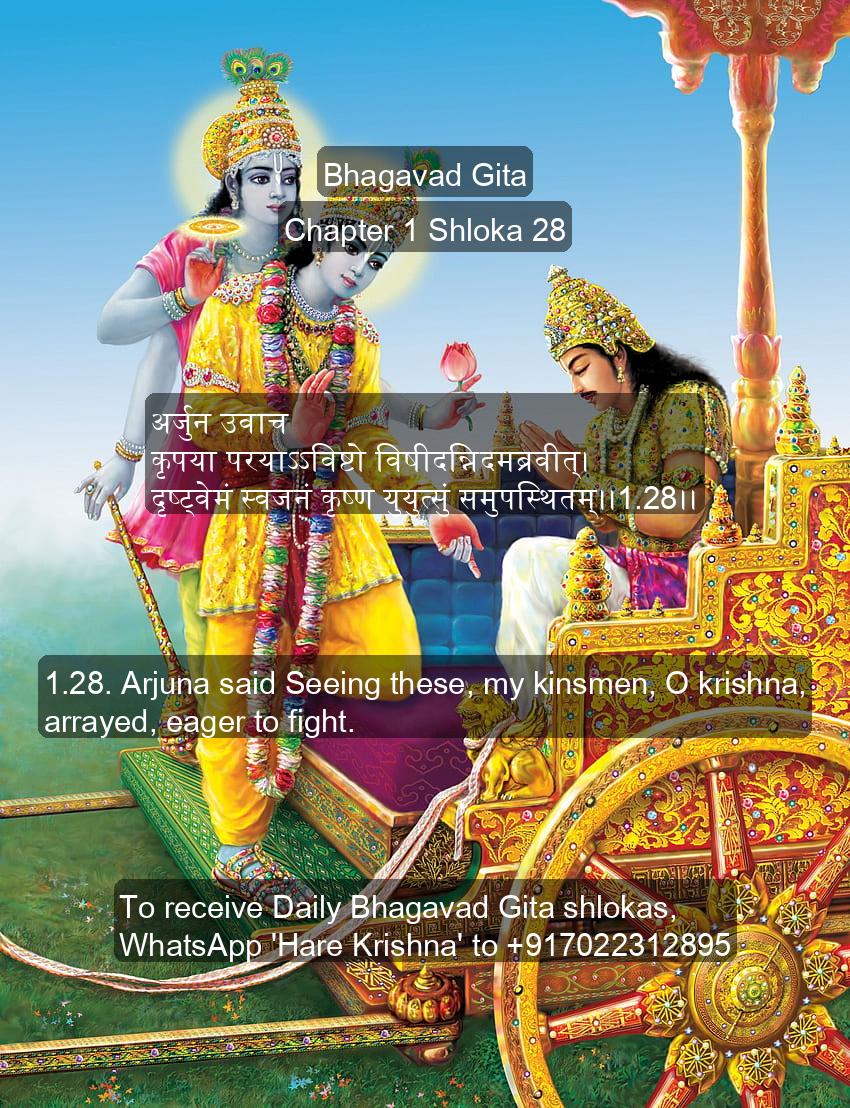 Bhagavad Gita
Chapter 1 Shloka 28
अर्जुन उवाच
कृपया परयाऽऽविष्टो विषीदन्निदमब्रवीत्।
दृष्ट्वेमं स्वजनं कृष्ण युयुत्सुं समुपस्थितम्।।1.28।।
1.28. Arjuna said Seeing these, my kinsmen, O krishna,
arrayed, eager to fight.
To receive Daily Bhagavad Gita shlokas,
WhatsApp 'Hare Krishna' to +917022312895